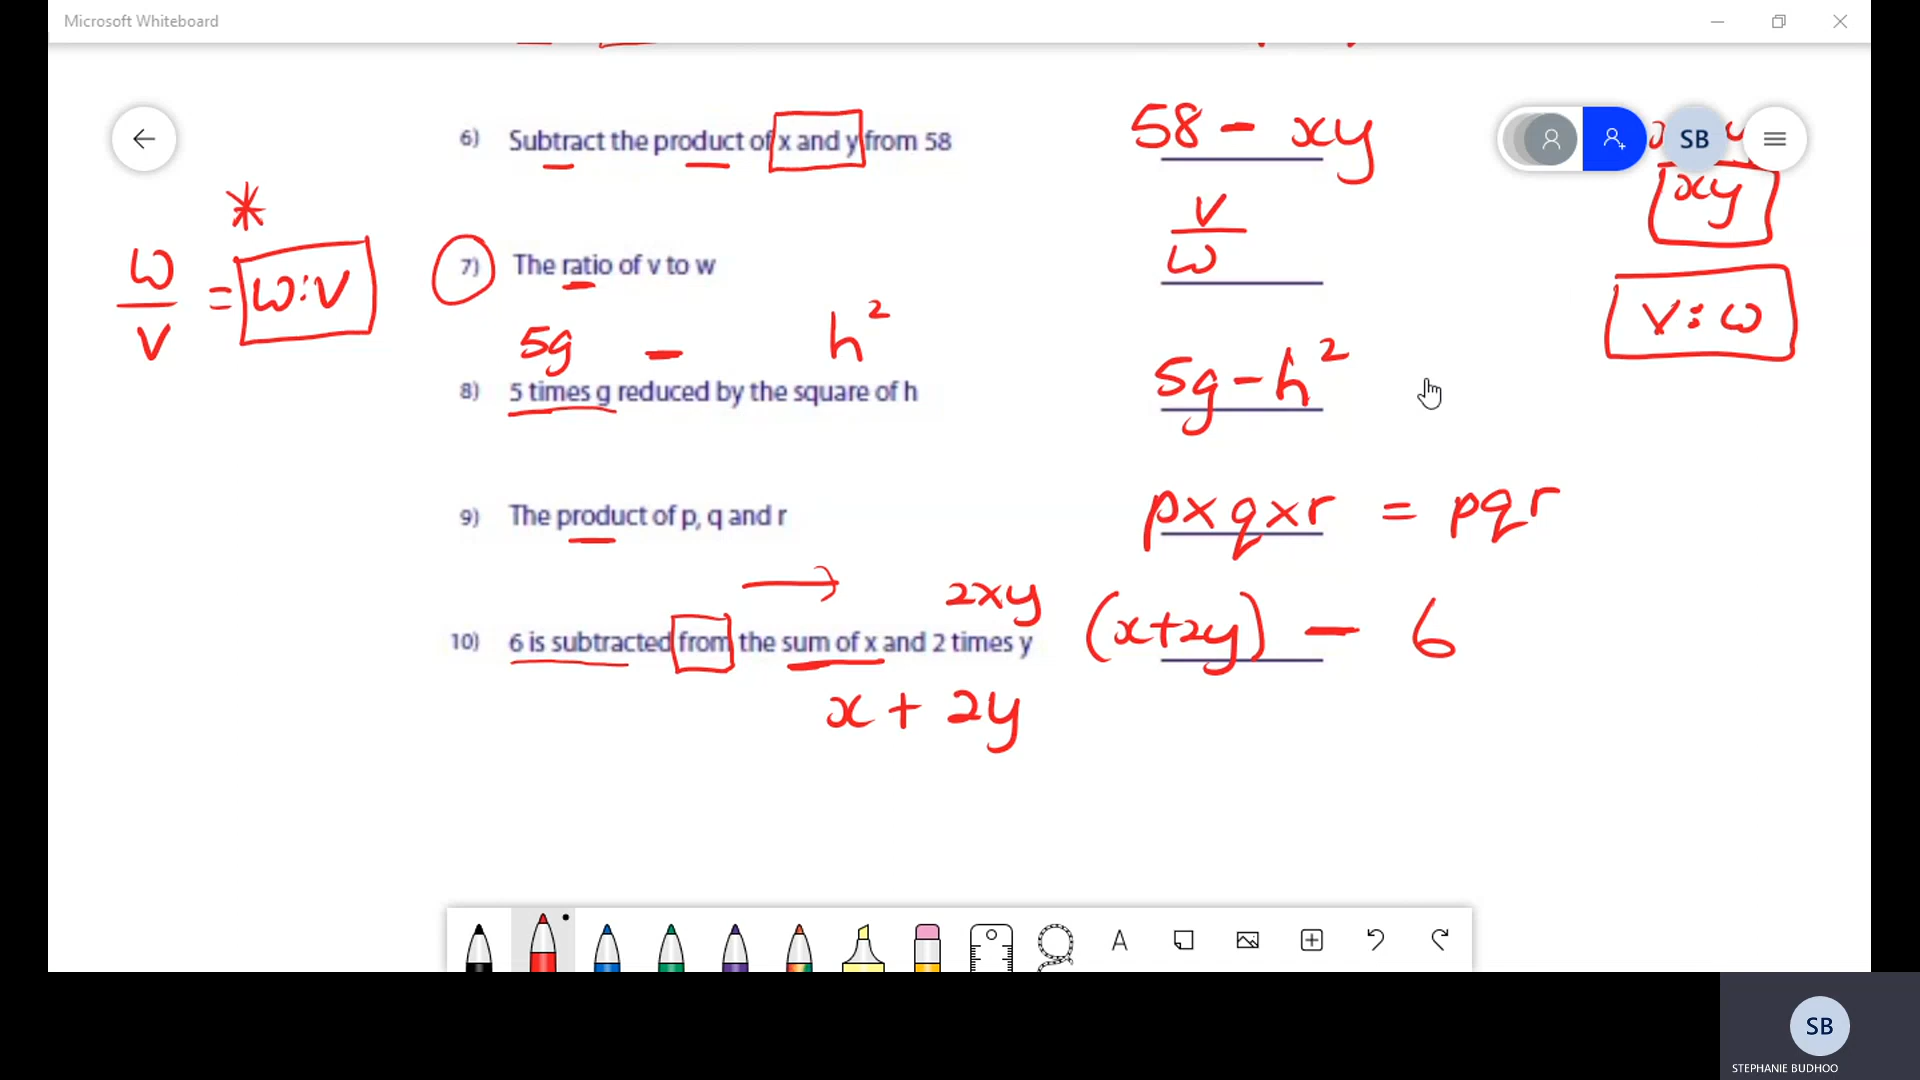 Microsoft Whiteboard
6) Subtract the product of x and y from 58
58 - xy
SB
xy
7) The ratio of v to w
v/w
w/v = w:v
v:w
5g - h²
8) 5 times g reduced by the square of h
5g - h²
9) The product of p, q and r
p x q x r = pqr
2xy
10) 6 is subtracted from the sum of x and 2 times y
(x+2y) - 6
x + 2y
A
SB
STEPHANIE BUDHOO